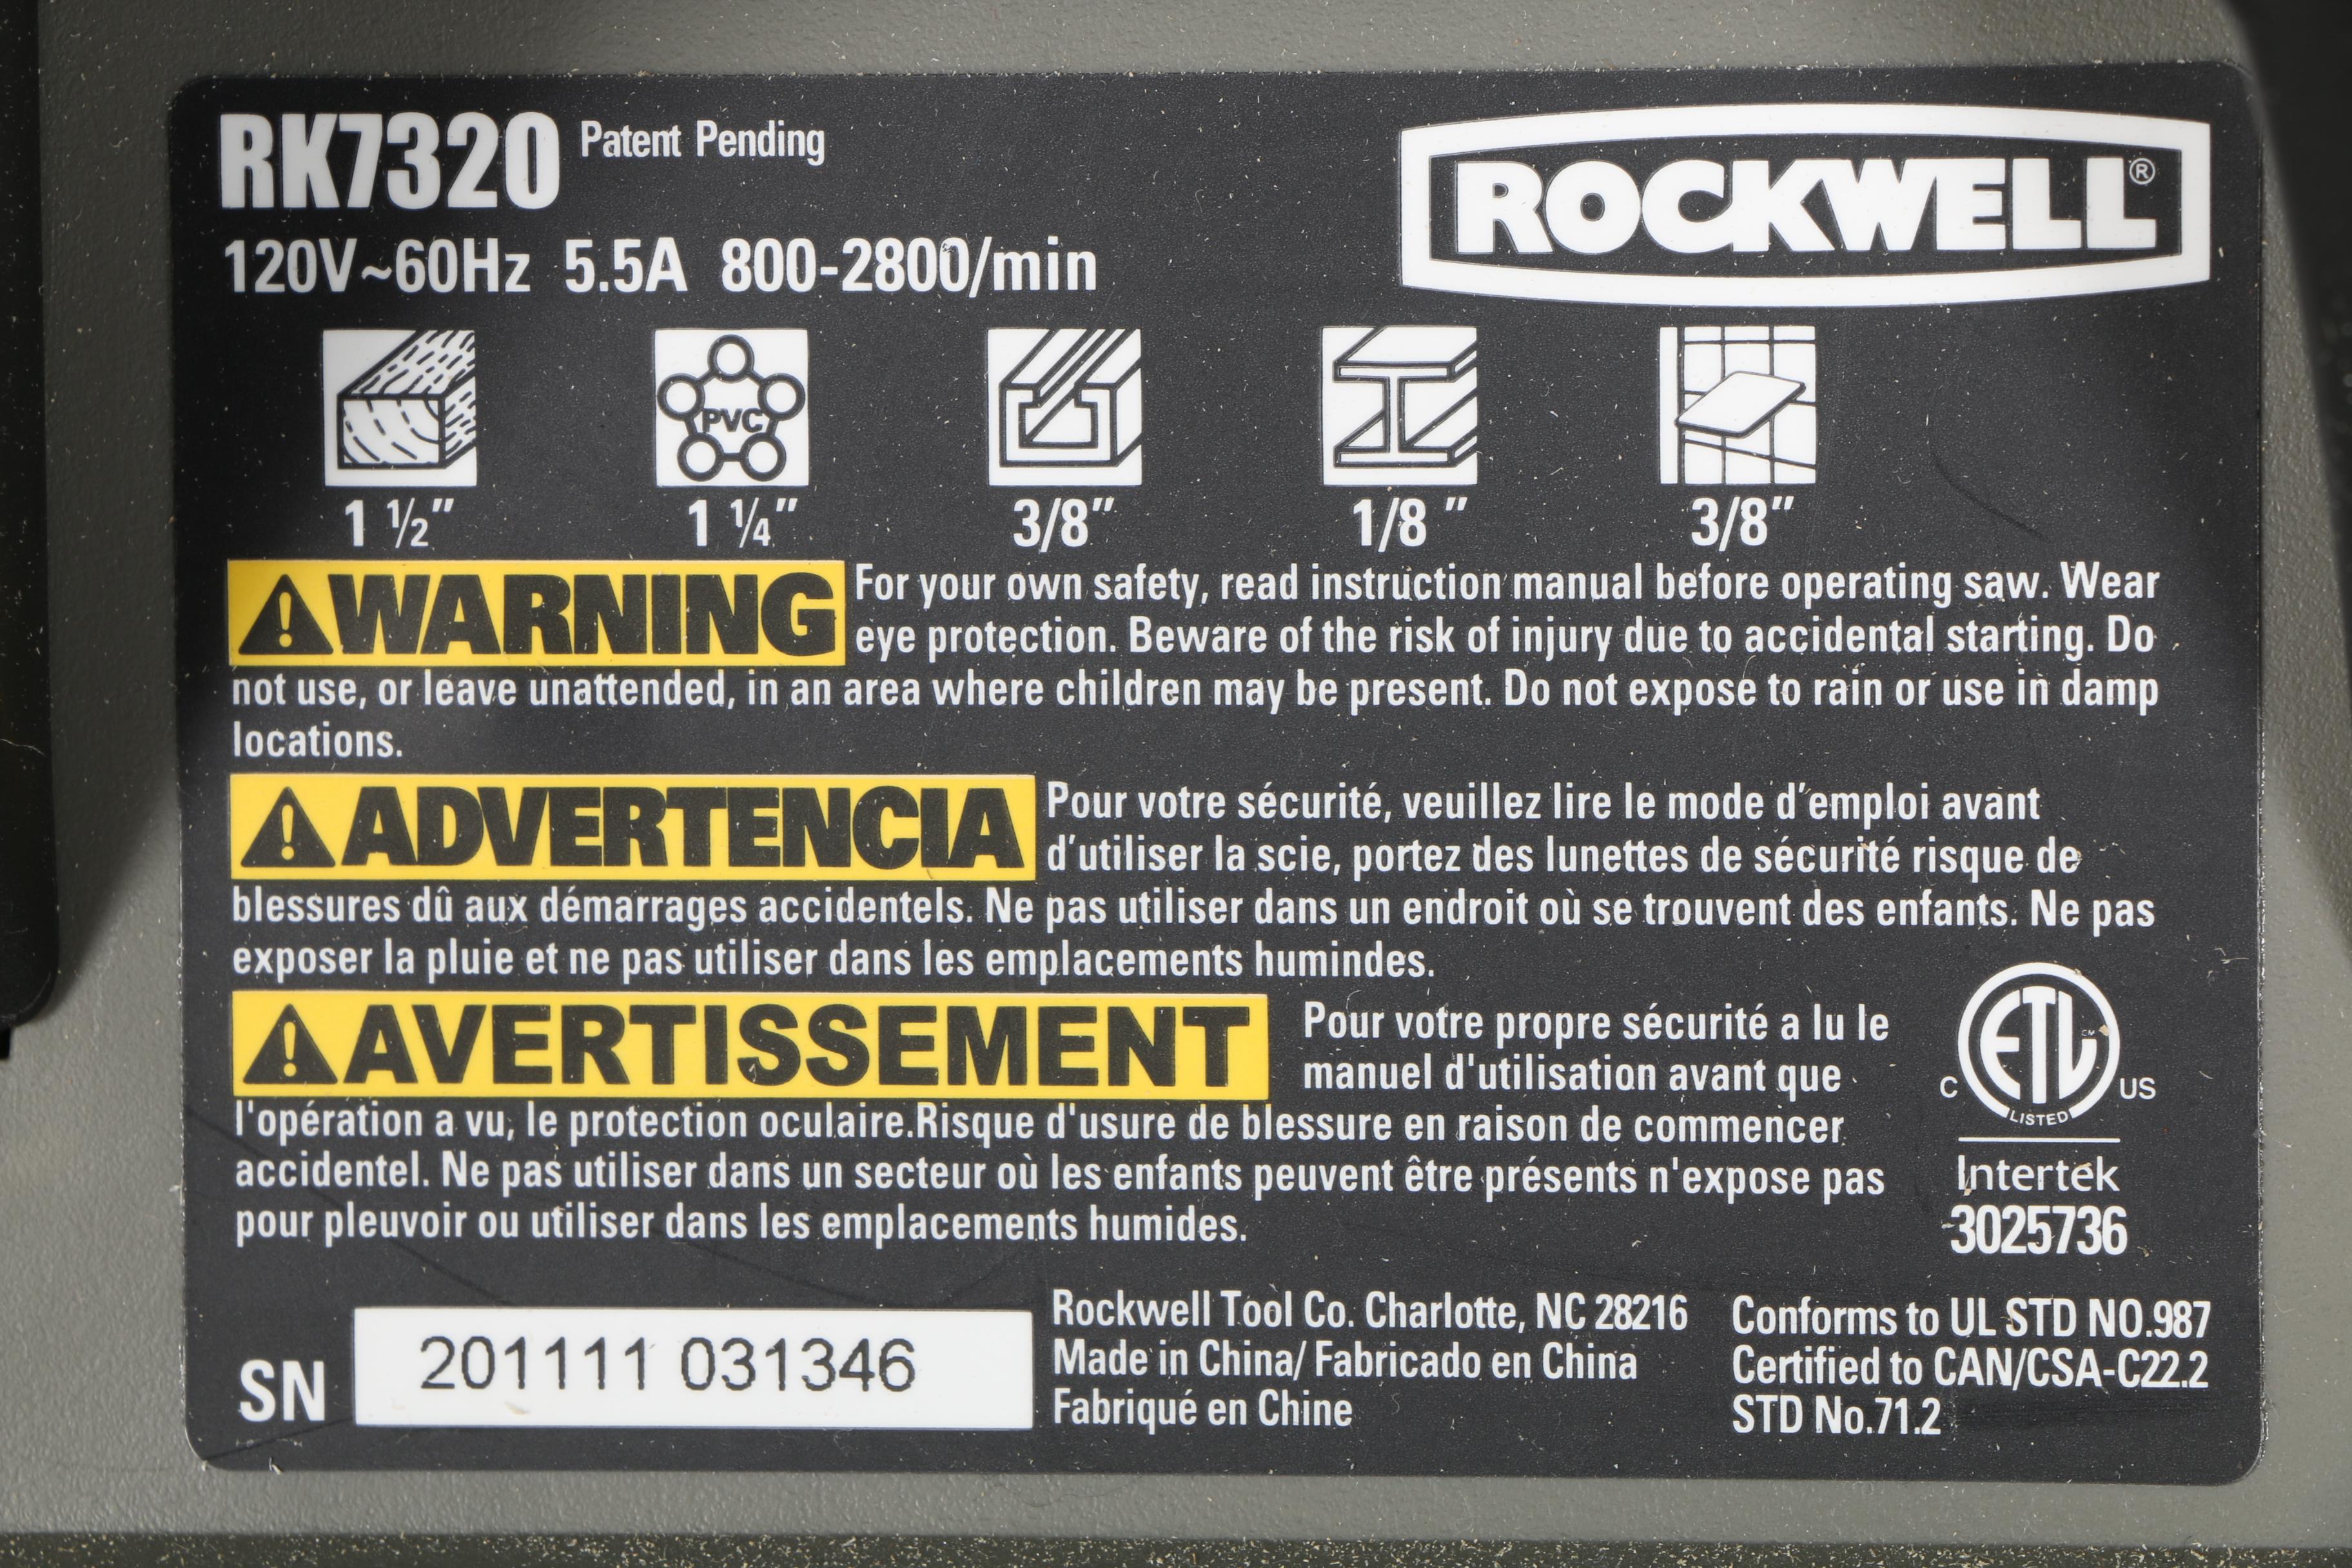 RK7320 Patent Pending
ROCKWELL®
120V~60Hz 5.5A 800-2800/min
PVC
1 ½" 1 ¼" 3/8" 1/8 " 3/8"
WARNING For your own safety, read instruction manual before operating saw. Wear
eye protection. Beware of the risk of injury due to accidental starting. Do
not use, or leave unattended, in an area where children may be present. Do not expose to rain or use in damp
locations.
ADVERTENCIA Pour votre sécurité, veuillez lire le mode d'emploi avant
d'utiliser la scie, portez des lunettes de sécurité risque de
blessures dû aux démarrages accidentels. Ne pas utiliser dans un endroit où se trouvent des enfants. Ne pas
exposer la pluie et ne pas utiliser dans les emplacements humindes.
AVERTISSEMENT Pour votre propre sécurité a lu le
manuel d'utilisation avant que
l'opération a vu, le protection oculaire.Risque d'usure de blessure en raison de commencer
accidentel. Ne pas utiliser dans un secteur où les enfants peuvent être présents n'expose pas
pour pleuvoir ou utiliser dans les emplacements humides.
ETL CM
C US
LISTED
Intertek
3025736
SN 201111 031346
Rockwell Tool Co. Charlotte, NC 28216
Made in China/ Fabricado en China
Fabriqué en Chine
Conforms to UL STD NO.987
Certified to CAN/CSA-C22.2
STD No.71.2